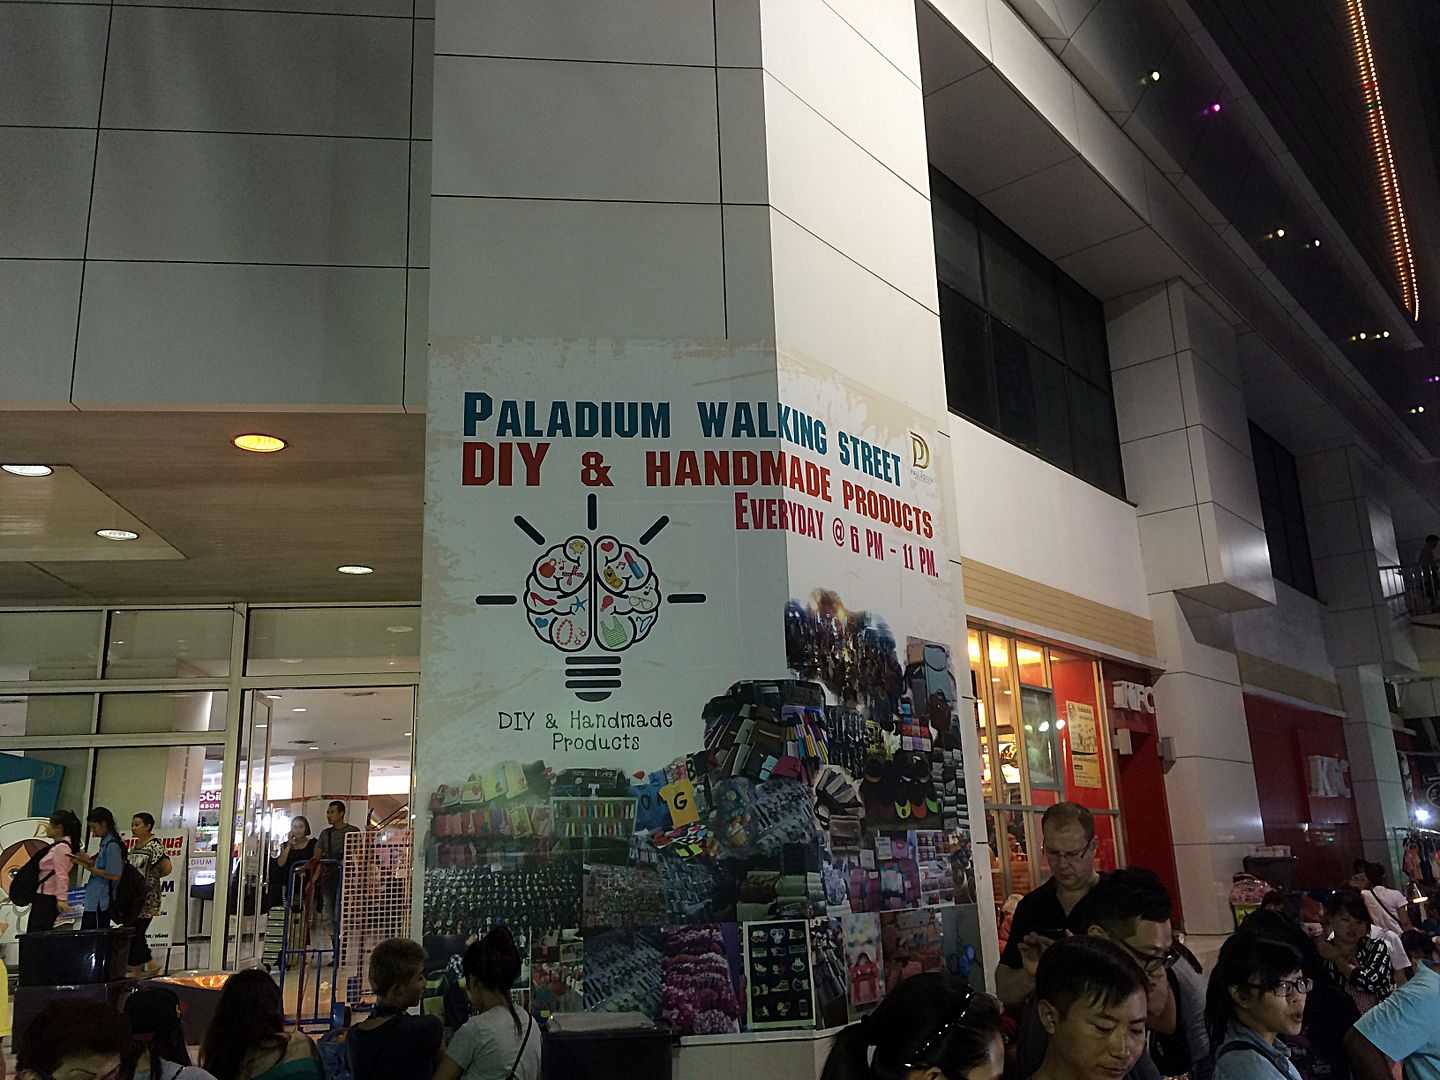 PALADIUM WALKING STREET
DIY & HANDMADE PRODUCTS
EVERYDAY @ 6 PM - 11 PM.
DIY & Handmade
Products
KFC
KFC